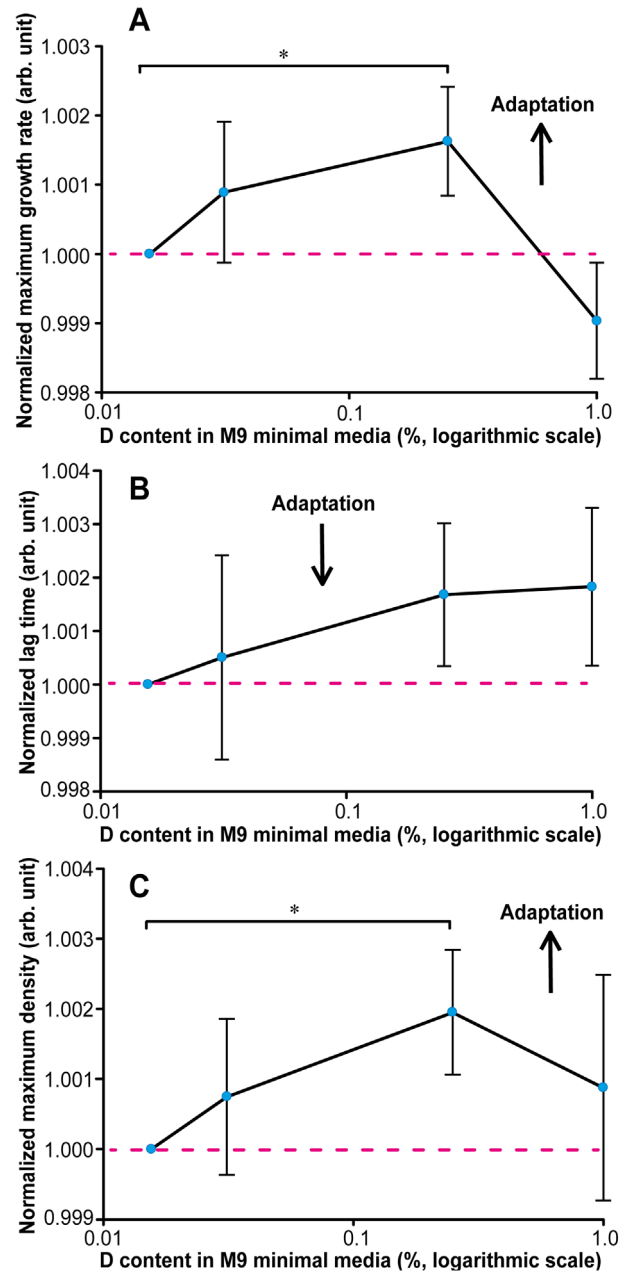 A
Normalized maximum growth rate (arb. unit)
1.003
1.002
1.001
1.000
0.999
0.998
*
Adaptation
0.01
0.1
1.0
D content in M9 minimal media (%, logarithmic scale)
B
Normalized lag time (arb. unit)
1.004
1.003
1.002
1.001
1.000
0.999
0.998
Adaptation
0.01
0.1
1.0
D content in M9 minimal media (%, logarithmic scale)
C
Normalized maximum density (arb. unit)
1.004
1.003
1.002
1.001
1.000
0.999
*
Adaptation
0.01
0.1
1.0
D content in M9 minimal media (%, logarithmic scale)